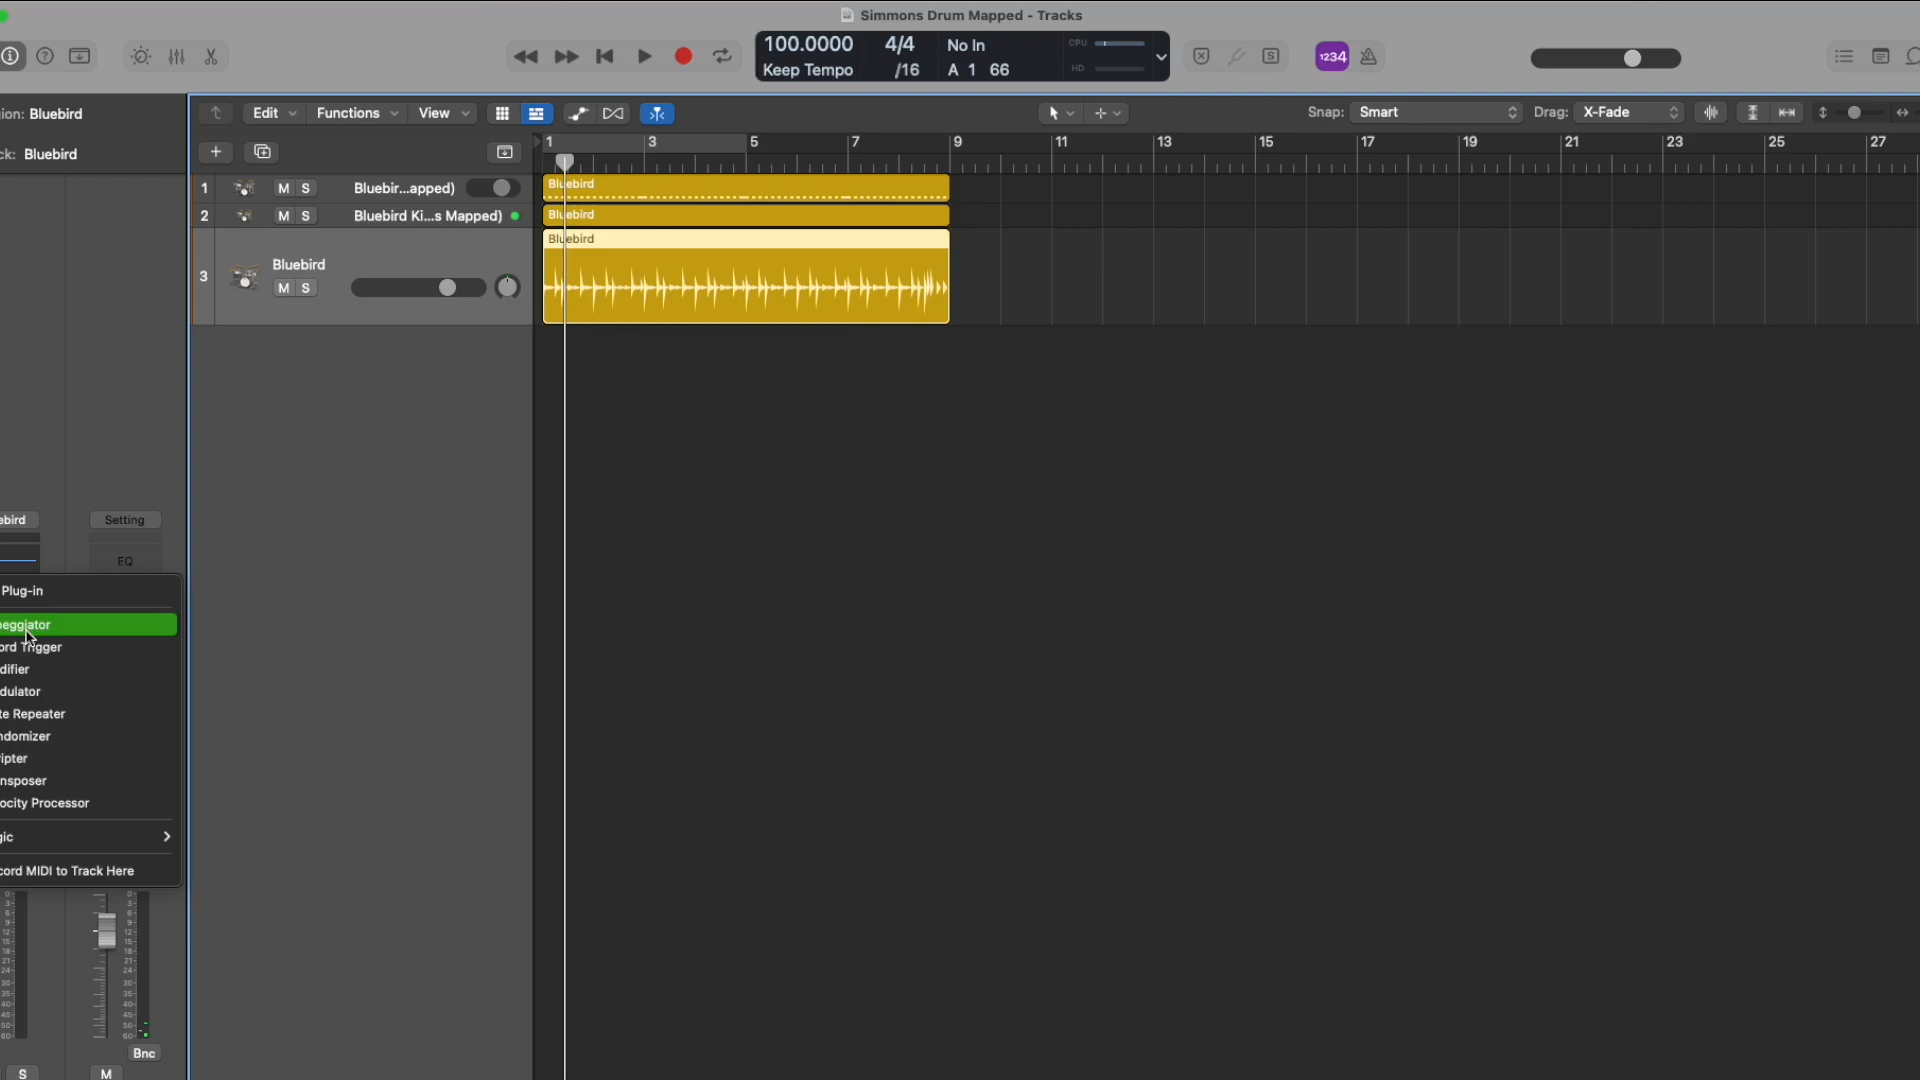 Simmons Drum Mapped - Tracks
100.0000 4/4 No In CPU
Keep Tempo /16 A 1 66 HD
1234
ion: Bluebird
Edit Functions View Snap: Smart Drag: X-Fade
ck: Bluebird
1 3 5 7 9 11 13 15 17 19 21 23 25 27
1 M S Bluebir...apped) Bluebird
2 M S Bluebird Ki...s Mapped) Bluebird
Bluebird
3 Bluebird
M S
ebird Setting
EQ
Plug-in
peggiator
ord Trigger
difier
dulator
te Repeater
ndomizer
ipter
nsposer
ocity Processor
gic
cord MIDI to Track Here
Bnc
S M